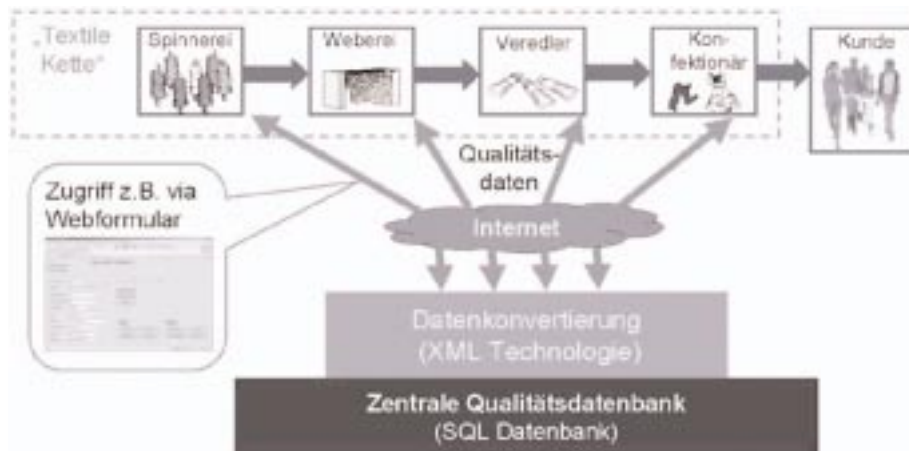 „Textile
Kette"
Spinnerei
Weberei
Veredler
Kon-
fektionär
Kunde
Qualitäts-
daten
Zugriff z.B. via
Webformular
Internet
Datenkonvertierung
(XML Technologie)
Zentrale Qualitätsdatenbank
(SQL Datenbank)